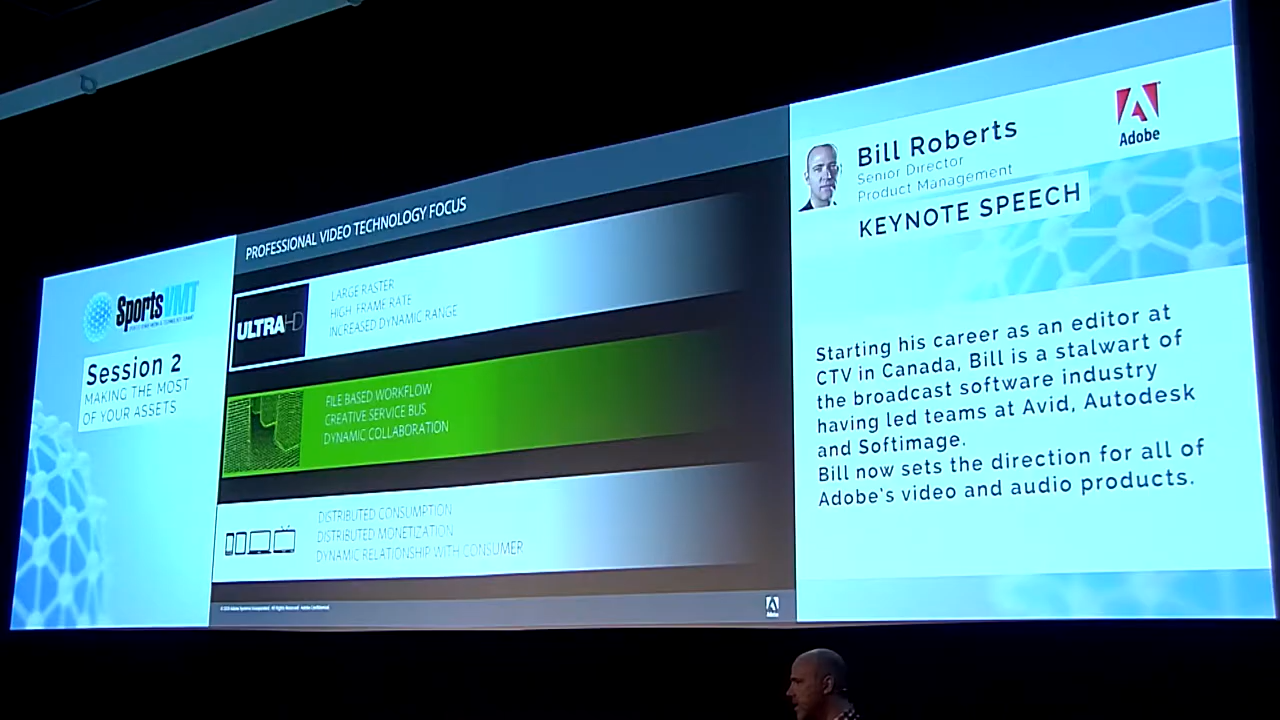 SportsVMT
Session 2
MAKING THE MOST
OF YOUR ASSETS
PROFESSIONAL VIDEO TECHNOLOGY FOCUS
ULTRAHD
LARGE RASTER
HIGH FRAME RATE
INCREASED DYNAMIC RANGE
FILE BASED WORKFLOW
CREATIVE SERVICE BUS
DYNAMIC COLLABORATION
DISTRIBUTED CONSUMPTION
DISTRIBUTED MONETIZATION
DYNAMIC RELATIONSHIP WITH CONSUMER
Adobe
Bill Roberts
Senior Director
Product Management
KEYNOTE SPEECH
Adobe
Starting his career as an editor at
CTV in Canada, Bill is a stalwart of
the broadcast software industry
having led teams at Avid, Autodesk
and Softimage.
Bill now sets the direction for all of
Adobe's video and audio products.